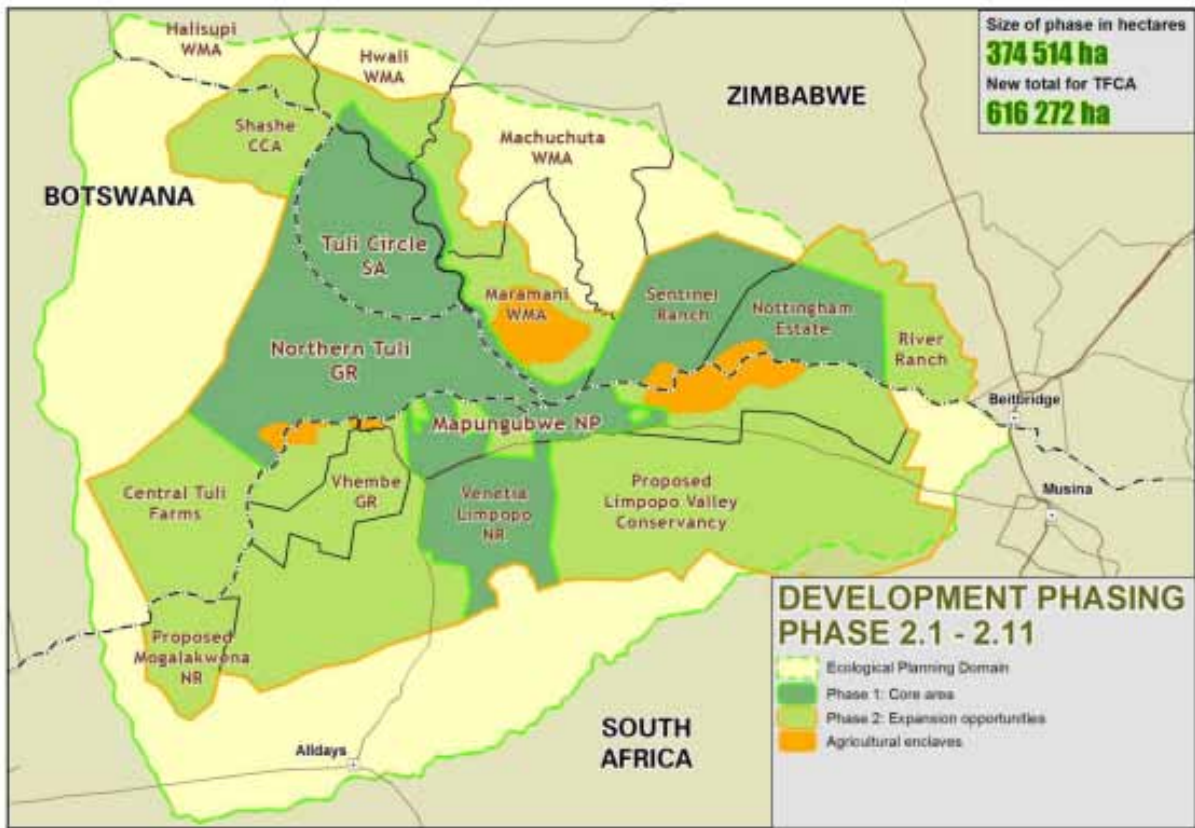 Size of phase in hectares
374 514 ha
New total for TFCA
616 272 ha
Halisupi
WMA
Hwali
WMA
ZIMBABWE
Shashe
CCA
Machuchuta
WMA
BOTSWANA
Tuli Circle
SA
Maramani
WMA
Sentinel
Ranch
Nottingham
Estate
Northern Tuli
GR
River
Ranch
Beitbridge
Mapungubwe NP
Central Tuli
Farms
Vhembe
GR
Venetia
Limpopo
NR
Proposed
Limpopo Valley
Conservancy
Musina
Proposed
Mogalakwena
NR
Alldays
SOUTH
AFRICA
DEVELOPMENT PHASING
PHASE 2.1 - 2.11
Ecological Planning Domain
Phase 1: Core area
Phase 2: Expansion opportunities
Agricultural enclaves